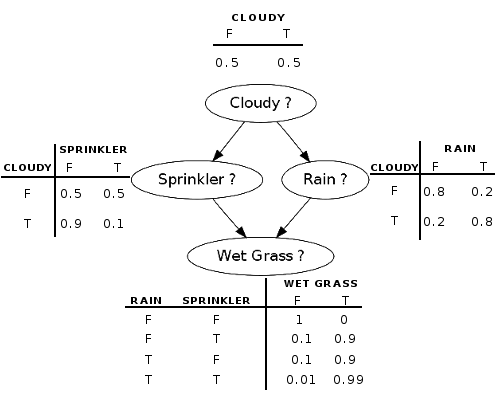 CLOUDY
F T
0.5 0.5
Cloudy ?
SPRINKLER
CLOUDY F T
F 0.5 0.5
T 0.9 0.1
Sprinkler ?
Rain ?
RAIN
CLOUDY F T
F 0.8 0.2
T 0.2 0.8
Wet Grass ?
WET GRASS
RAIN SPRINKLER F T
F F 1 0
F T 0.1 0.9
T F 0.1 0.9
T T 0.01 0.99